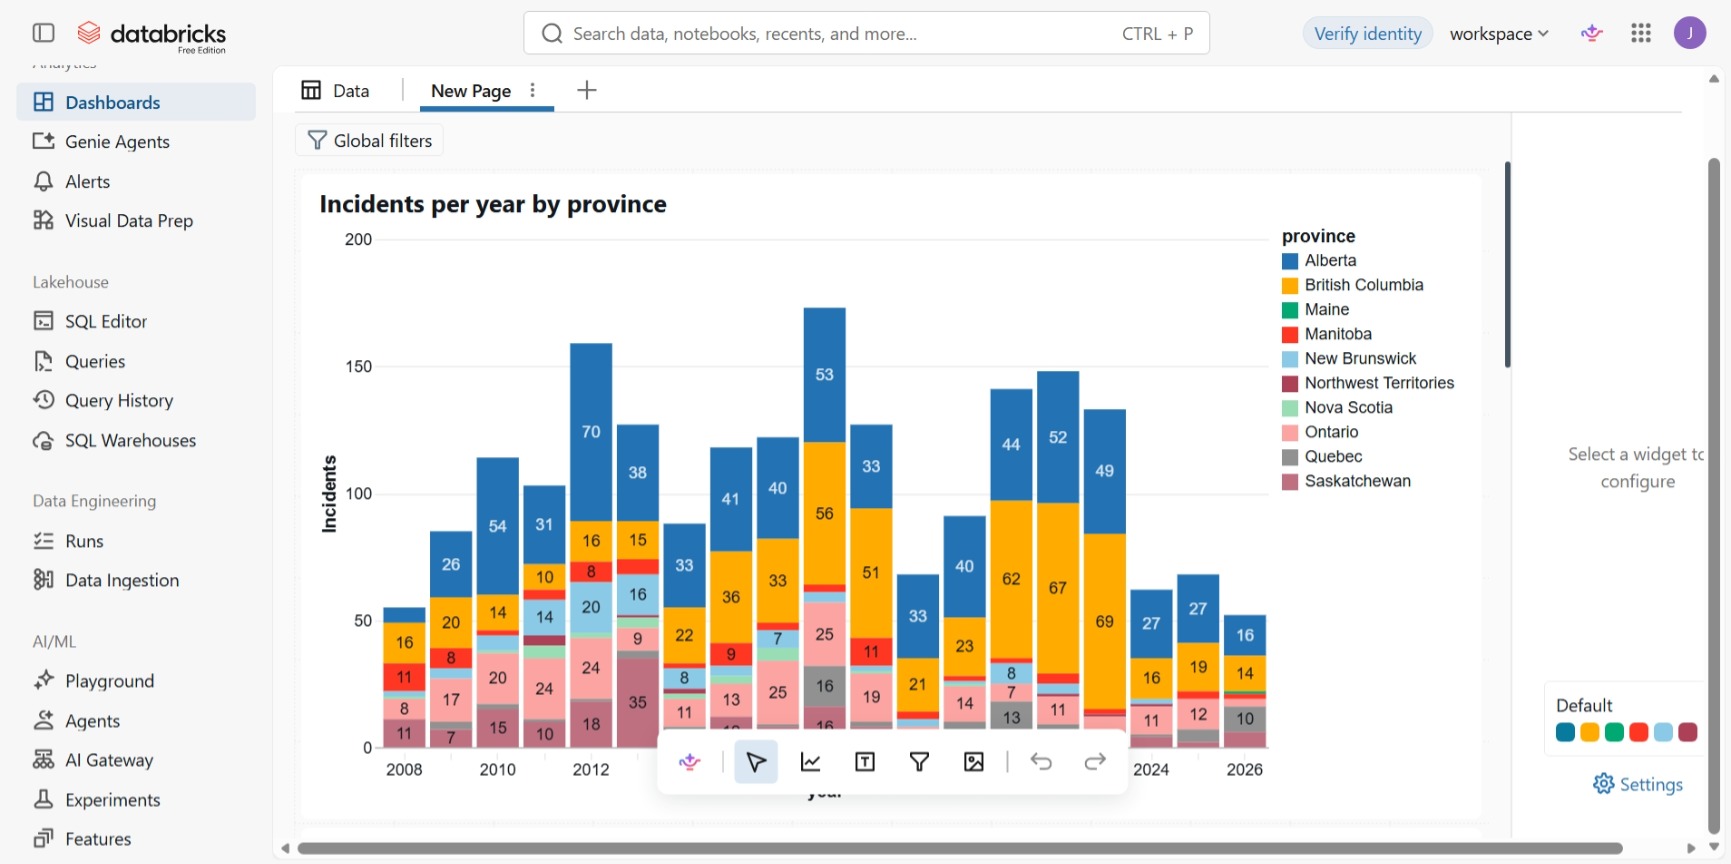 databricks
Free Edition
Search data, notebooks, recents, and more...
CTRL + P
Verify identity
workspace
J
Analytics
Dashboards
Genie Agents
Alerts
Visual Data Prep
Lakehouse
SQL Editor
Queries
Query History
SQL Warehouses
Data Engineering
Runs
Data Ingestion
AI/ML
Playground
Agents
AI Gateway
Experiments
Features
Data
New Page
Global filters
Incidents per year by province
200
150
100
50
0
Incidents
16
11
8
11
26
20
8
17
7
54
14
20
15
31
10
14
24
10
70
16
8
20
24
18
38
15
16
9
35
33
22
8
11
41
36
9
13
40
33
7
25
53
56
25
16
16
33
51
11
19
33
21
40
23
14
44
62
8
7
13
52
67
11
49
69
27
16
11
27
19
12
16
14
10
2008
2010
2012
2024
2026
year
province
Alberta
British Columbia
Maine
Manitoba
New Brunswick
Northwest Territories
Nova Scotia
Ontario
Quebec
Saskatchewan
Select a widget to
configure
Default
Settings